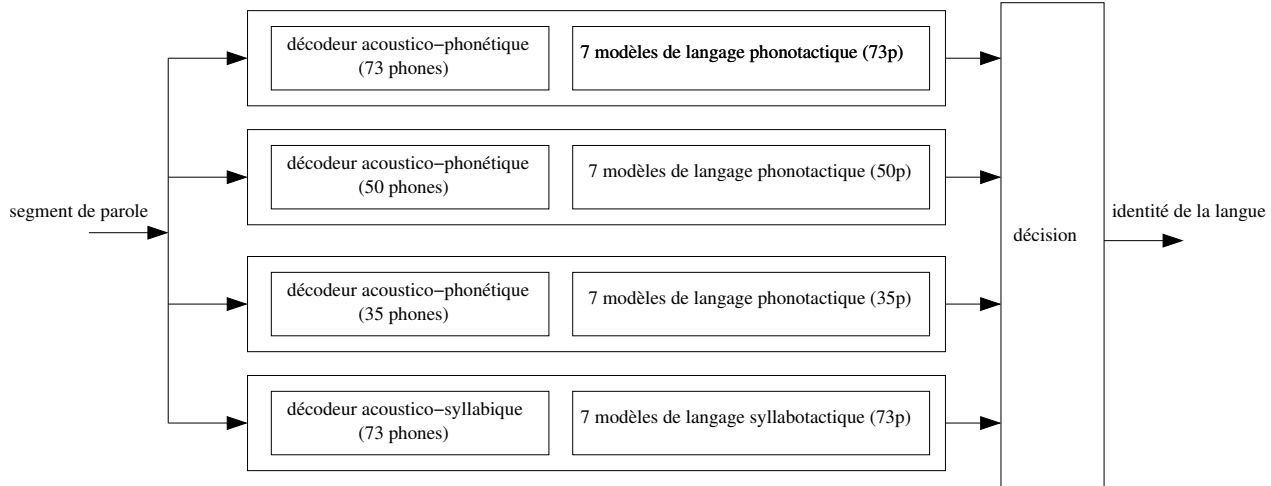 décodeur acoustico−phonétique
(73 phones)
7 modèles de langage phonotactique (73p)
décodeur acoustico−phonétique
(50 phones)
7 modèles de langage phonotactique (50p)
segment de parole
identité de la langue
décision
décodeur acoustico−phonétique
(35 phones)
7 modèles de langage phonotactique (35p)
décodeur acoustico−syllabique
(73 phones)
7 modèles de langage syllabotactique (73p)